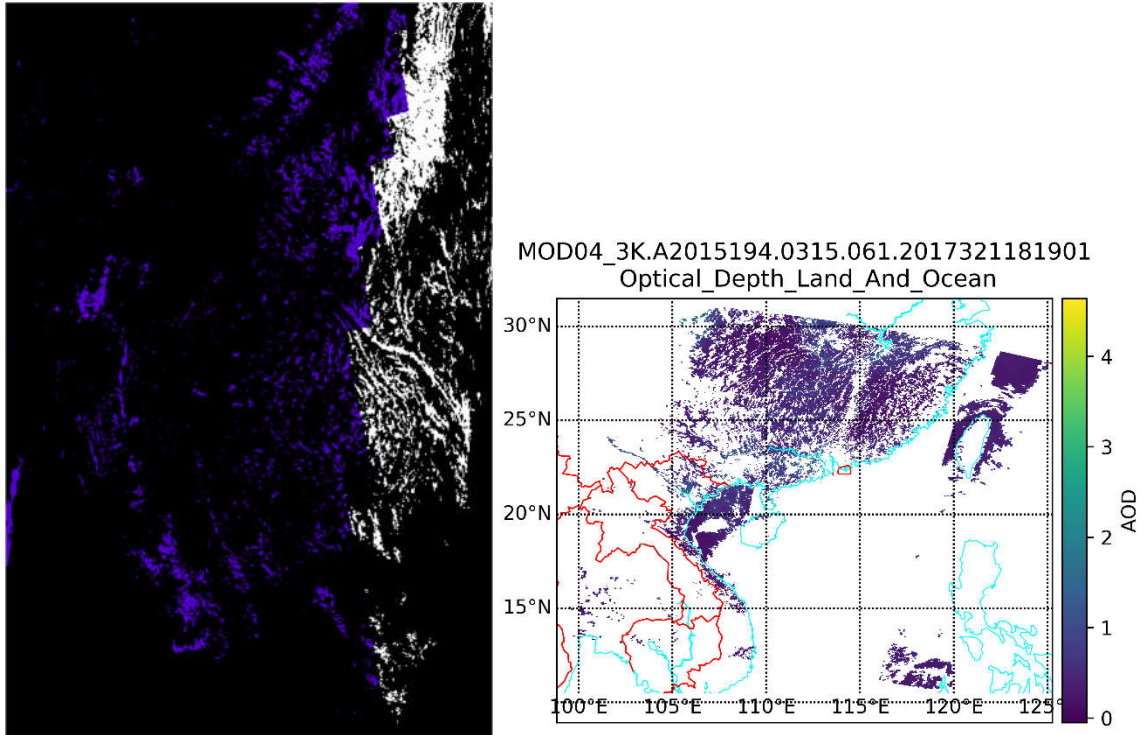 MOD04_3K.A2015194.0315.061.2017321181901
Optical_Depth_Land_And_Ocean
30°N
25°N
20°N
15°N
100°E 105°E 110°E 115°E 120°E 125°
4
3
2
1
0
AOD